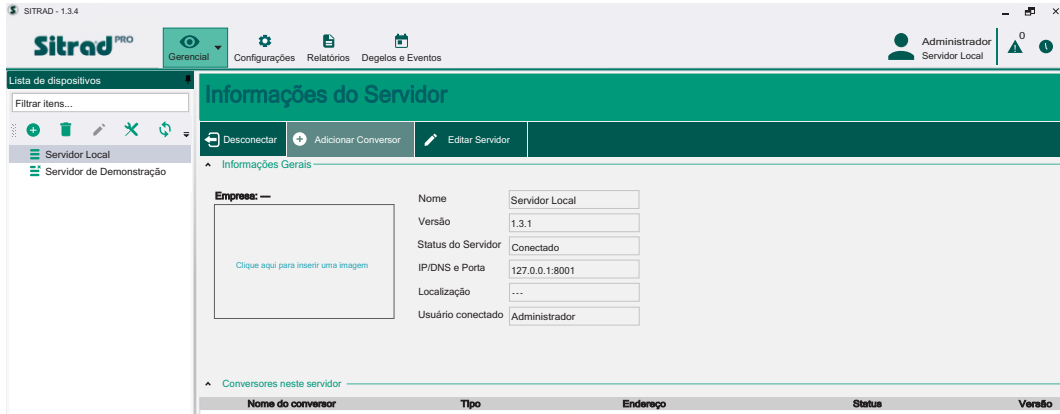 SITRAD - 1.3.4
Sitrad PRO
Gerencial
Configurações
Relatórios
Degelos e Eventos
Administrador
Servidor Local
0
Lista de dispositivos
Filtrar itens...
Servidor Local
Servidor de Demonstração
Informações do Servidor
Desconectar
Adicionar Conversor
Editar Servidor
Informações Gerais
Empresa: ---
Clique aqui para inserir uma imagem
Nome Servidor Local
Versão 1.3.1
Status do Servidor Conectado
IP/DNS e Porta 127.0.0.1:8001
Localização ---
Usuário conectado Administrador
Conversores neste servidor
Nome do conversor Tipo Endereço Status Versão